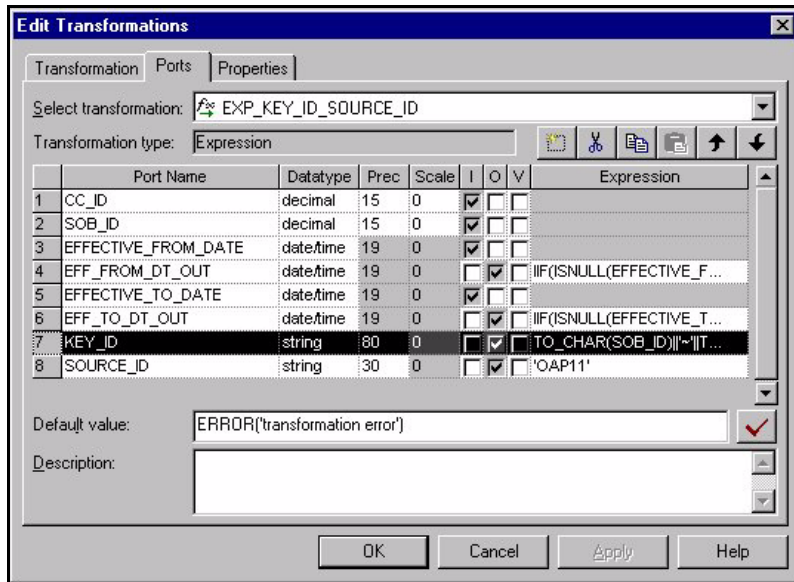 Edit Transformations
Transformation Ports Properties
Select transformation: EXP_KEY_ID_SOURCE_ID
Transformation type: Expression
Port Name Datatype Prec Scale I O V Expression
1 CC_ID decimal 15 0
2 SOB_ID decimal 15 0
3 EFFECTIVE_FROM_DATE date/time 19 0
4 EFF_FROM_DT_OUT date/time 19 0 IIF(ISNULL(EFFECTIVE_F...
5 EFFECTIVE_TO_DATE date/time 19 0
6 EFF_TO_DT_OUT date/time 19 0 IIF(ISNULL(EFFECTIVE_T...
7 KEY_ID string 80 0 TO_CHAR(SOB_ID)||'~'||T...
8 SOURCE_ID string 30 0 'OAP11'
Default value: ERROR('transformation error')
Description:
OK Cancel Apply Help